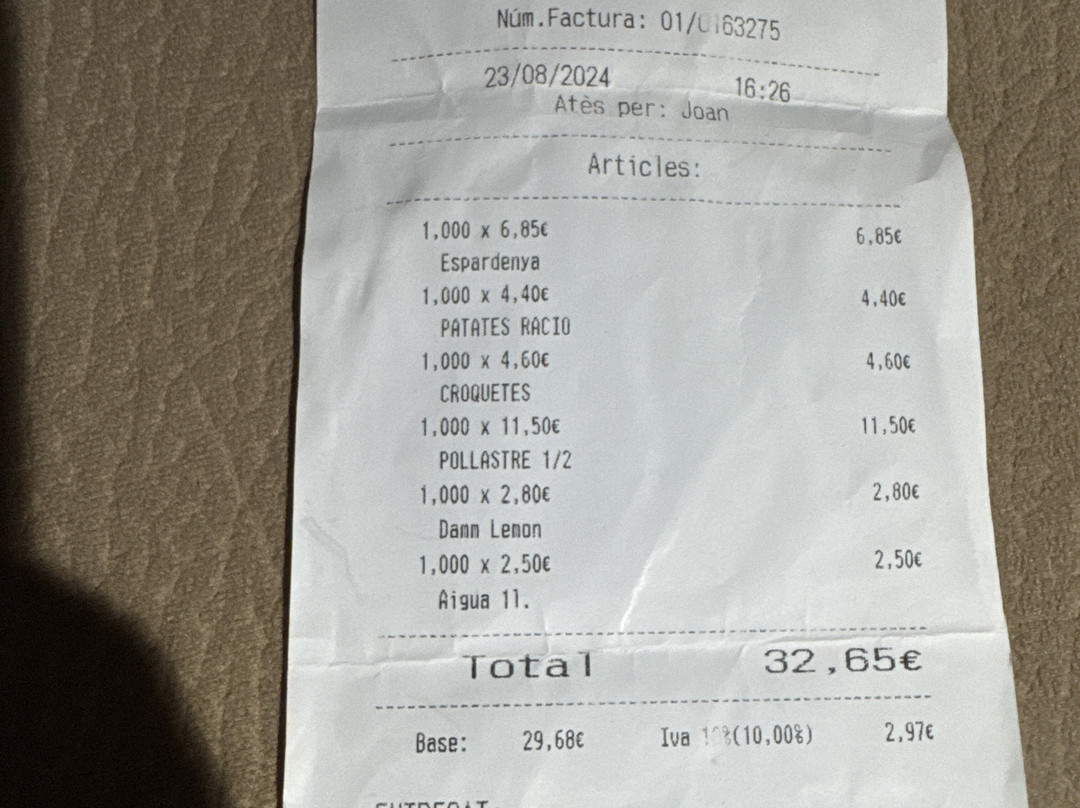 Núm.Factura: 01/0163275
23/08/2024 16:26
Atès per: Joan
Articles:
1,000 x 6,85€ 6,85€
Espardenya
1,000 x 4,40€ 4,40€
PATATES RACIO
1,000 x 4,60€ 4,60€
CROQUETES
1,000 x 11,50€ 11,50€
POLLASTRE 1/2
1,000 x 2,80€ 2,80€
Damm Lemon
1,000 x 2,50€ 2,50€
Aigua 1l.
Total 32,65€
Base: 29,68€ Iva 10%(10,00%) 2,97€